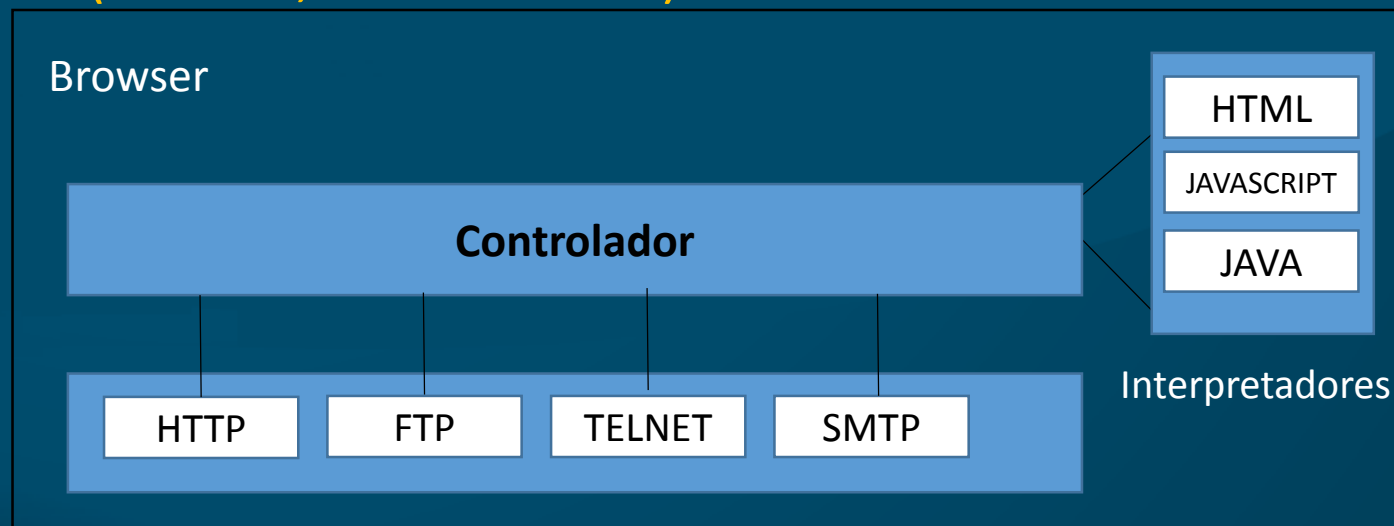 Browser
HTML
JAVASCRIPT
JAVA
Controlador
Interpretadores
HTTP
FTP
TELNET
SMTP